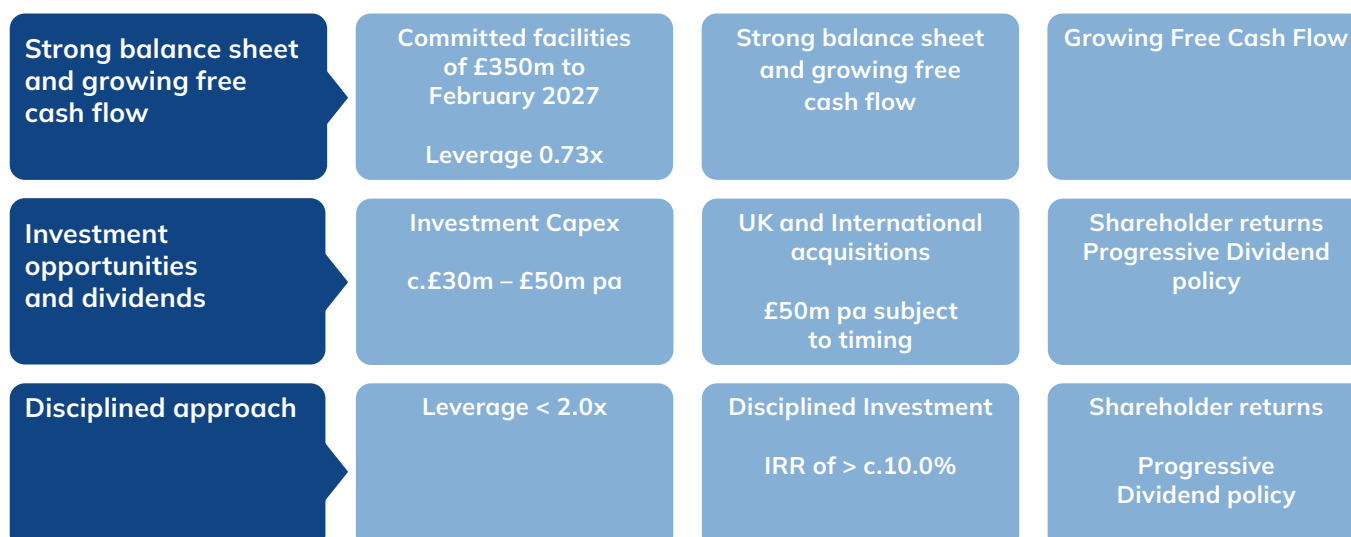 Strong balance sheet
and growing free
cash flow
Committed facilities
of £350m to
February 2027
Leverage 0.73x
Strong balance sheet
and growing free
cash flow
Growing Free Cash Flow
Investment
opportunities
and dividends
Investment Capex
c.£30m – £50m pa
UK and International
acquisitions
£50m pa subject
to timing
Shareholder returns
Progressive Dividend
policy
Disciplined approach
Leverage < 2.0x
Disciplined Investment
IRR of > c.10.0%
Shareholder returns
Progressive
Dividend policy